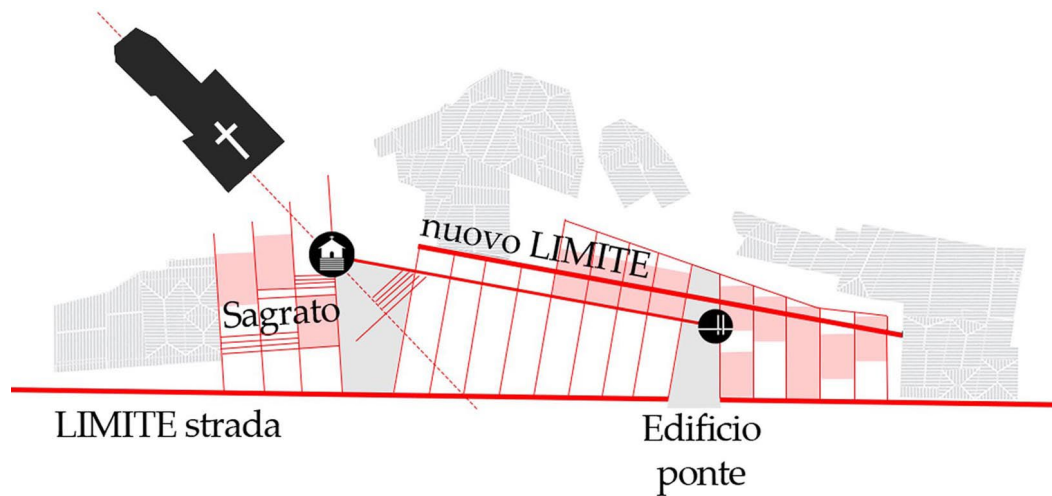 nuovo LIMITE
Sagrato
LIMITE strada
Edificio
ponte